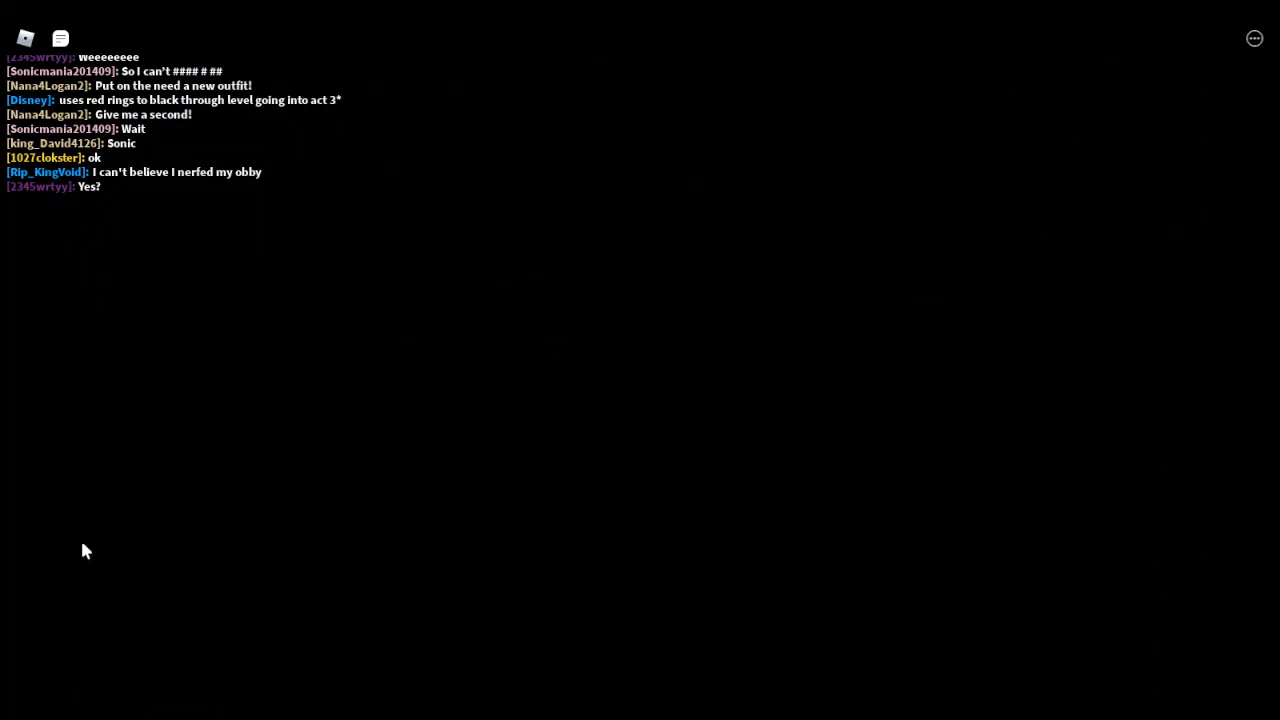 [2345wrtyy]: Weeeeeeee
[Sonicmania201409]: So I can't #### # ##
[Nana4Logan2]: Put on the need a new outfit!
[Disney]: uses red rings to black through level going into act 3*
[Nana4Logan2]: Give me a second!
[Sonicmania201409]: Wait
[king_David4126]: Sonic
[1027clokster]: ok
[Rip_KingVoid]: I can't believe I nerfed my obby
[2345wrtyy]: Yes?